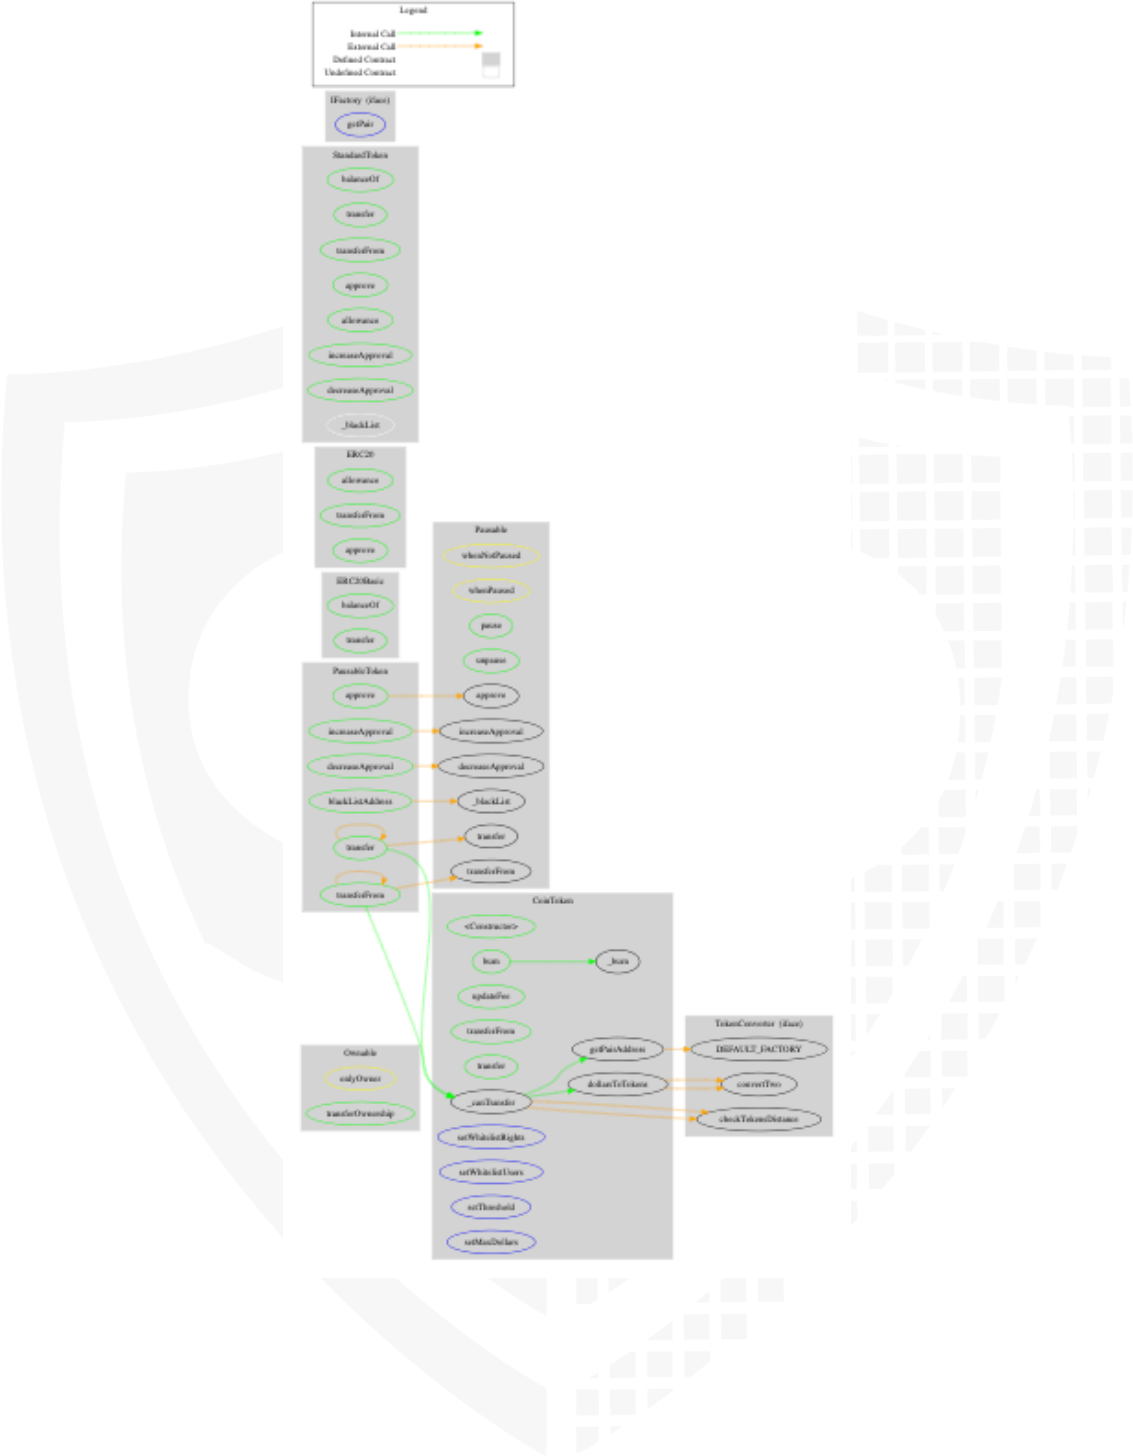 Legend
Internal Call
External Call
Defined Contract
Undefined Contract
IFactory (iface)
getPair
StandardToken
balanceOf
transfer
transferFrom
approve
allowance
increaseApproval
decreaseApproval
_blackList
ERC20
allowance
transferFrom
approve
ERC20Basic
balanceOf
transfer
PausableToken
approve
increaseApproval
decreaseApproval
blackListAddress
transfer
transferFrom
Pausable
whenNotPaused
whenPaused
pause
unpause
approve
increaseApproval
decreaseApproval
_blackList
transfer
transferFrom
Ownable
onlyOwner
transferOwnership
CoinToken
<Constructor>
burn
_burn
updateFee
transferFrom
transfer
_canTransfer
getPairAddress
dollarsToTokens
setWhitelistRights
setWhitelistUsers
setThreshold
setMaxDollars
TokenConverter (iface)
DEFAULT_FACTORY
convertTwo
checkTokensDistance